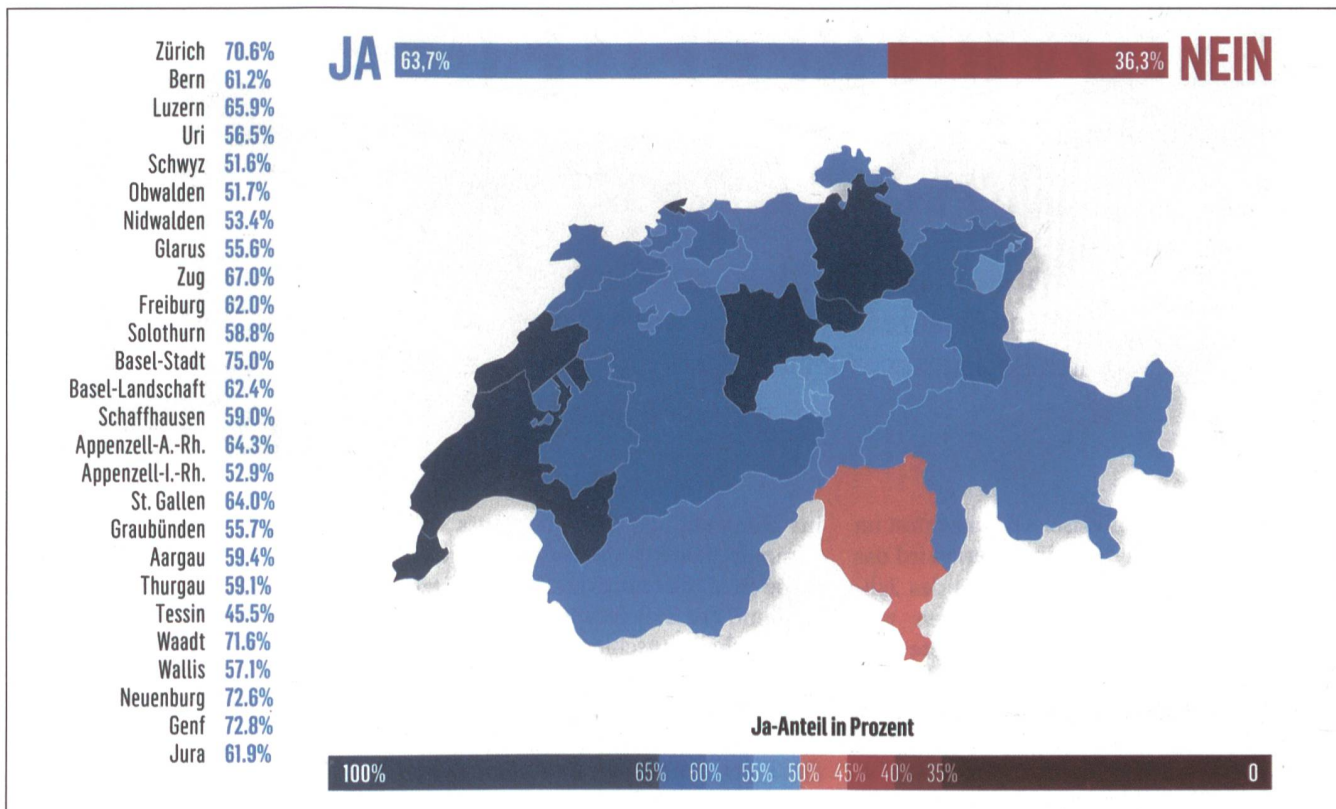 Zürich 70.6%
Bern 61.2%
Luzern 65.9%
Uri 56.5%
Schwyz 51.6%
Obwalden 51.7%
Nidwalden 53.4%
Glarus 55.6%
Zug 67.0%
Freiburg 62.0%
Solothurn 58.8%
Basel-Stadt 75.0%
Basel-Landschaft 62.4%
Schaffhausen 59.0%
Appenzell-A.-Rh. 64.3%
Appenzell-I.-Rh. 52.9%
St. Gallen 64.0%
Graubünden 55.7%
Aargau 59.4%
Thurgau 59.1%
Tessin 45.5%
Waadt 71.6%
Wallis 57.1%
Neuenburg 72.6%
Genf 72.8%
Jura 61.9%
JA 63,7% 36,3% NEIN
Ja-Anteil in Prozent
100% 65% 60% 55% 50% 45% 40% 35% 0